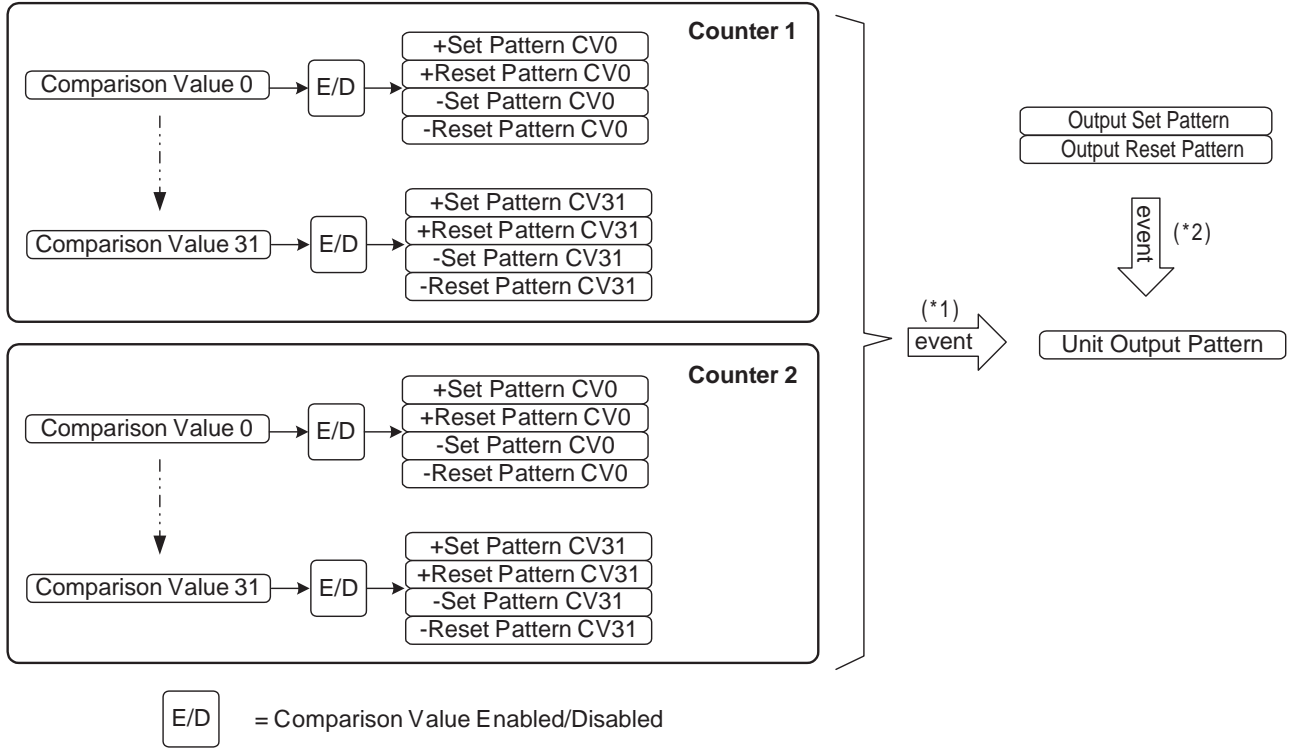 Counter 1
Comparison Value 0
E/D
+Set Pattern CV0
+Reset Pattern CV0
-Set Pattern CV0
-Reset Pattern CV0
Comparison Value 31
E/D
+Set Pattern CV31
+Reset Pattern CV31
-Set Pattern CV31
-Reset Pattern CV31
Counter 2
Comparison Value 0
E/D
+Set Pattern CV0
+Reset Pattern CV0
-Set Pattern CV0
-Reset Pattern CV0
Comparison Value 31
E/D
+Set Pattern CV31
+Reset Pattern CV31
-Set Pattern CV31
-Reset Pattern CV31
(*1)
event
Output Set Pattern
Output Reset Pattern
event
(*2)
Unit Output Pattern
E/D = Comparison Value Enabled/Disabled